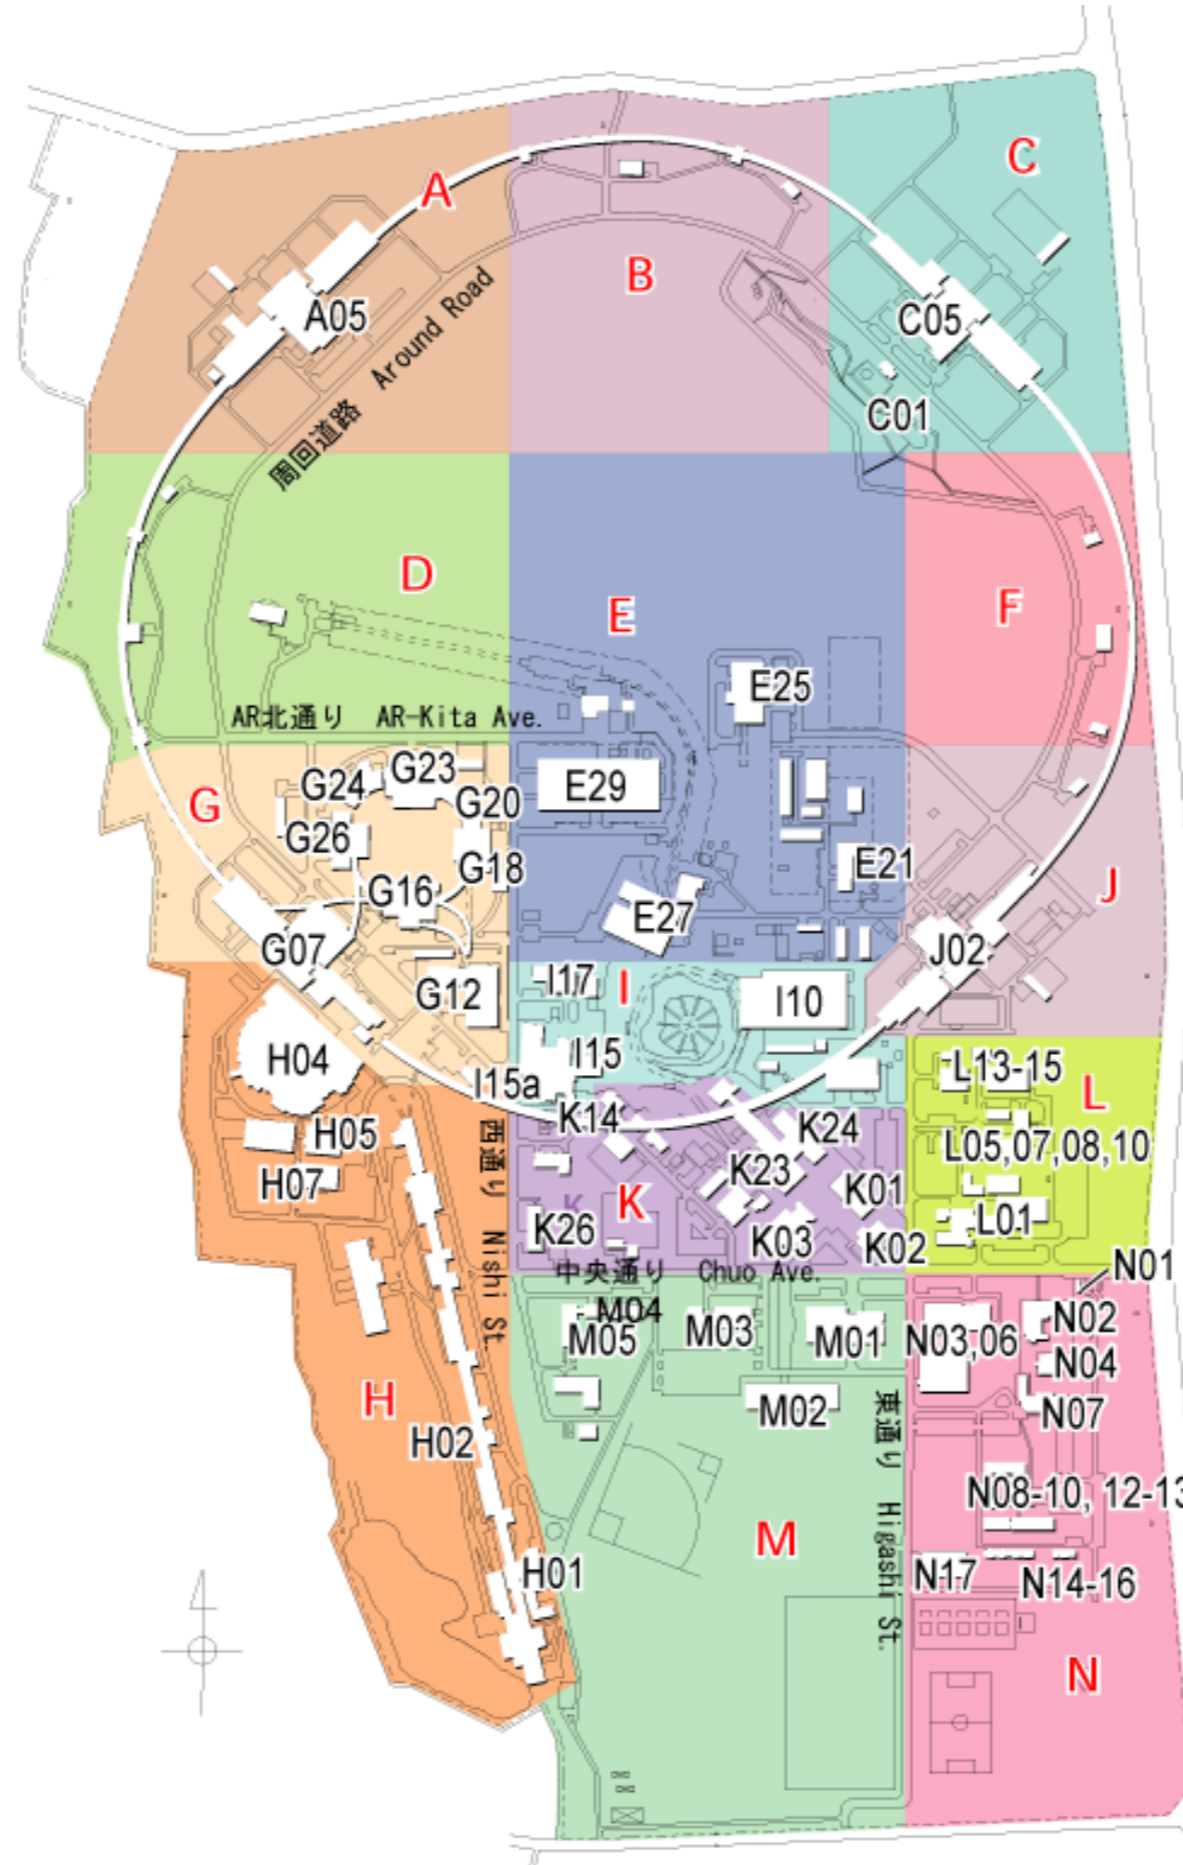 A
B
C
A05
周回道路 Around Road
C05
C01
D
E
F
E25
AR北通り AR-Kita Ave.
G
G24
G23
G20
G26
G18
G16
G07
G12
E29
E21
E27
J
J02
I17
I
I10
I15
I15a
H04
H05
H07
西通り Nishi St.
K14
K24
K23
K01
K
K
K26
K03
K02
L13-15
L
L05,07,08,10
L01
中央通り Chuo Ave.
N01
M04
M05
M03
M01
N03,06
N02
N04
M02
N07
H
H02
東通り Higashi St.
N08-10, 12-13
M
H01
N17
N14-16
N